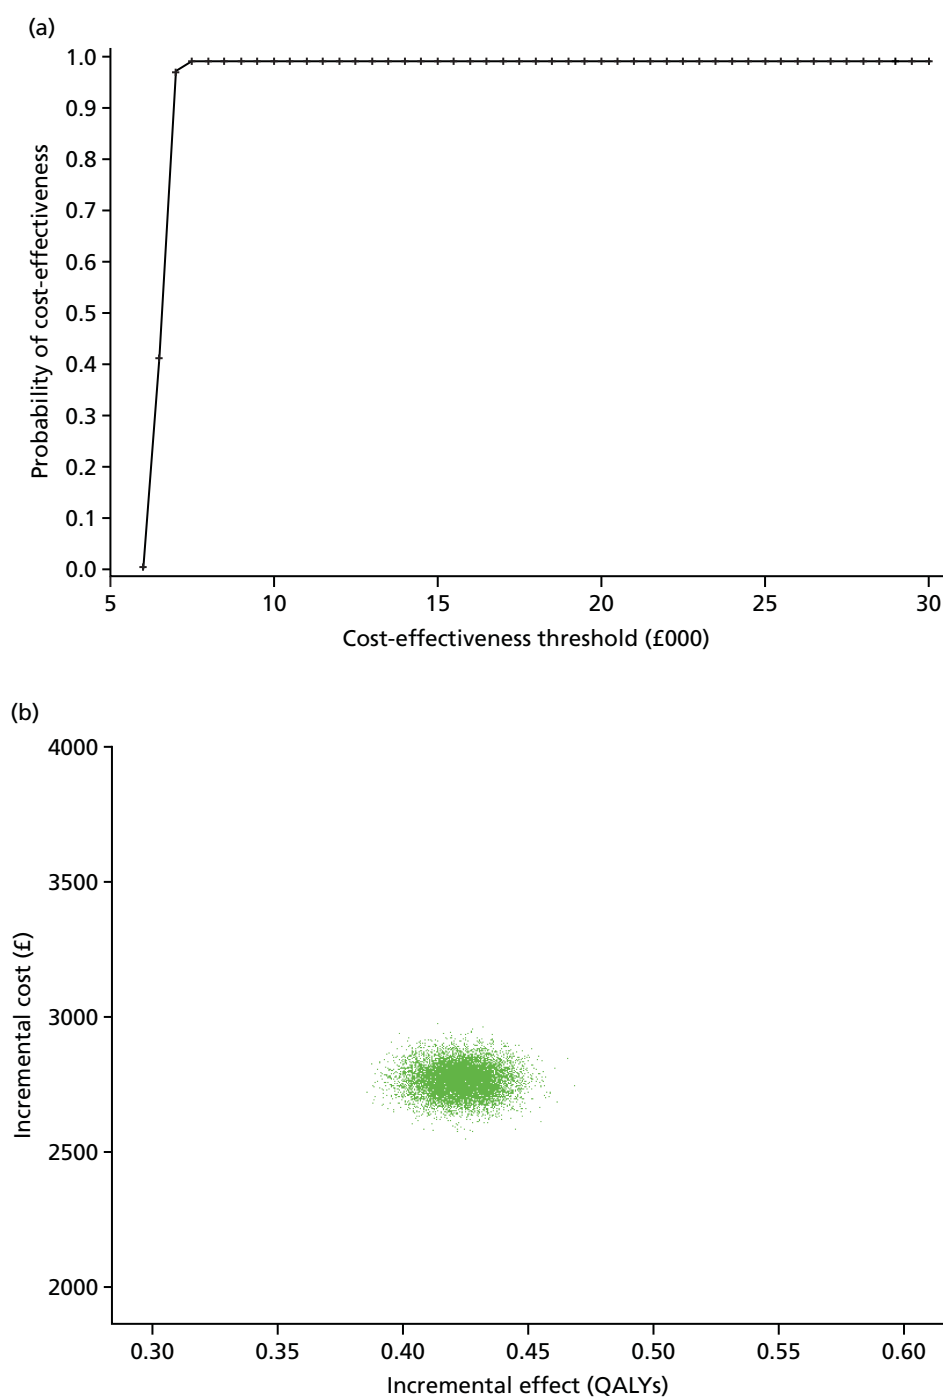 (a)
1.0
0.9
0.8
0.7
0.6
0.5
0.4
0.3
0.2
0.1
0.0
Probability of cost-effectiveness
5 10 15 20 25 30
Cost-effectiveness threshold (£000)
(b)
4000
3500
3000
2500
2000
Incremental cost (£)
0.30 0.35 0.40 0.45 0.50 0.55 0.60
Incremental effect (QALYs)